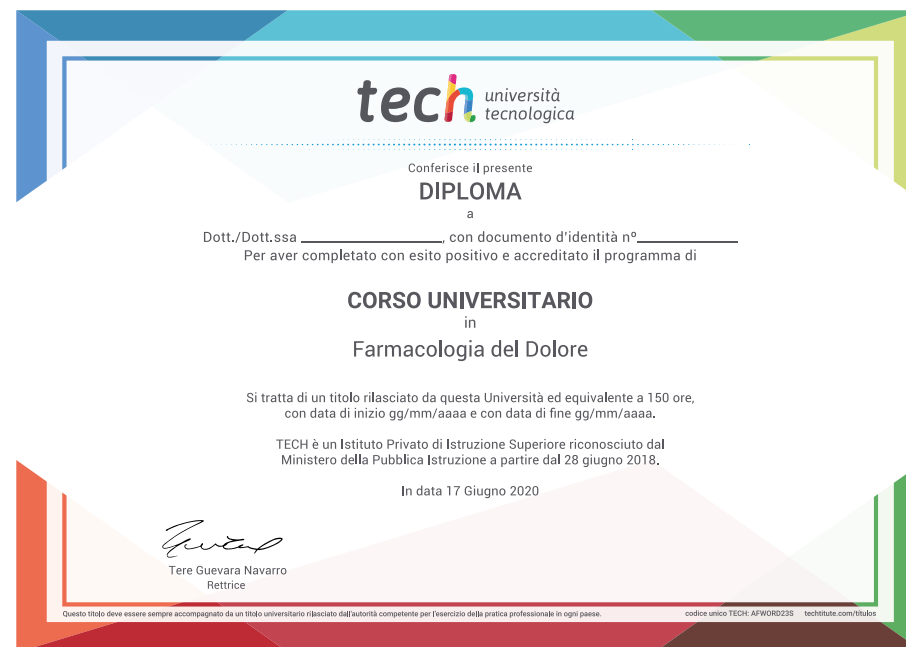 tech università
tecnologica
Conferisce il presente
DIPLOMA
a
Dott./Dott.ssa ____________________, con documento d'identità nº______________
Per aver completato con esito positivo e accreditato il programma di
CORSO UNIVERSITARIO
in
Farmacologia del Dolore
Si tratta di un titolo rilasciato da questa Università ed equivalente a 150 ore,
con data di inizio gg/mm/aaaa e con data di fine gg/mm/aaaa.
TECH è un Istituto Privato di Istruzione Superiore riconosciuto dal
Ministero della Pubblica Istruzione a partire dal 28 giugno 2018.
In data 17 Giugno 2020
Tere Guevara Navarro
Rettrice
Questo titolo deve essere sempre accompagnato da un titolo universitario rilasciato dall'autorità competente per l'esercizio della pratica professionale in ogni paese. codice unico TECH: AFWORD23S techtitute.com/títulos